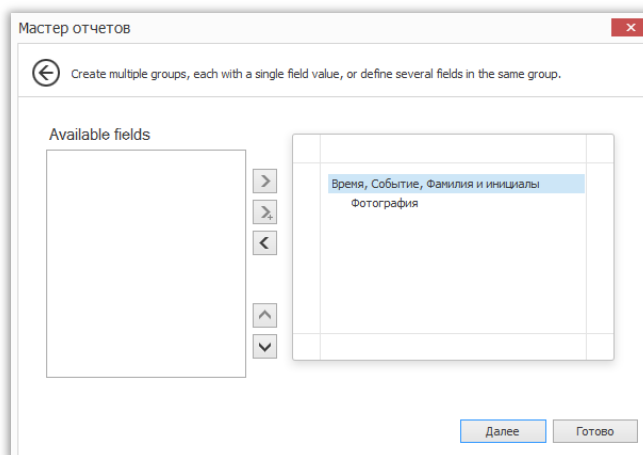 Мастер отчетов
Create multiple groups, each with a single field value, or define several fields in the same group.
Available fields
Время, Событие, Фамилия и инициалы
Фотография
Далее
Готово